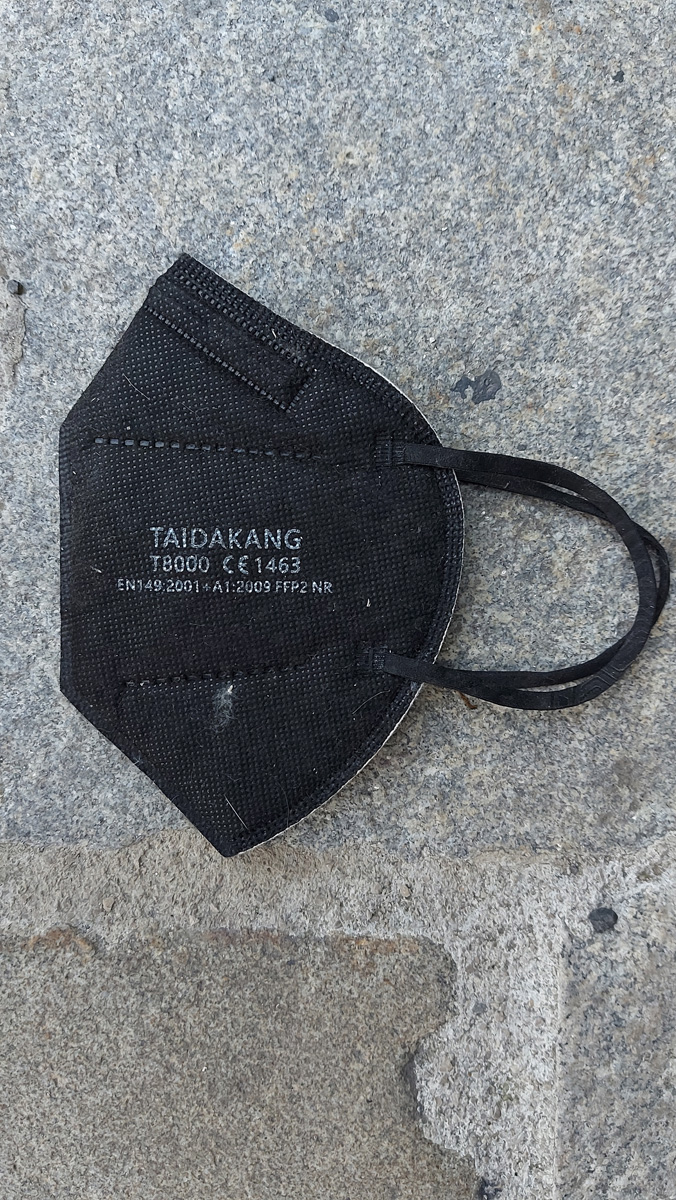 TAIDAKANG
T8000 CE 1463
EN149:2001+A1:2009 FFP2 NR